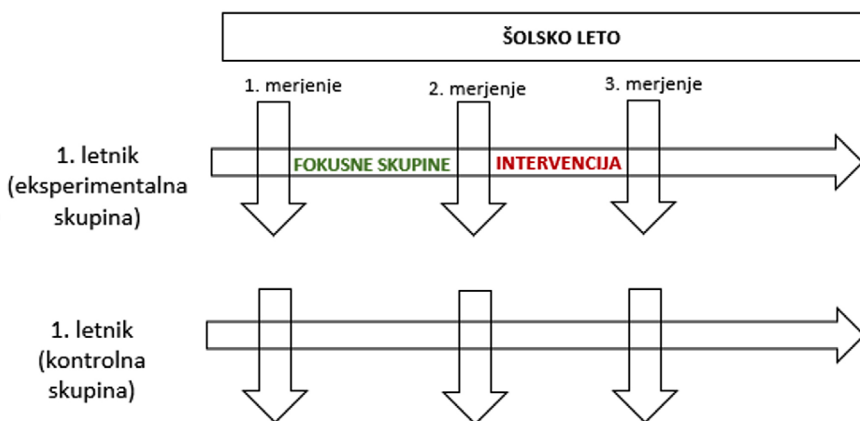 ŠOLSKO LETO
1. merjenje
2. merjenje
3. merjenje
1. letnik
(eksperimentalna
skupina)
FOKUSNE SKUPINE
INTERVENCIJA
1. letnik
(kontrolna
skupina)